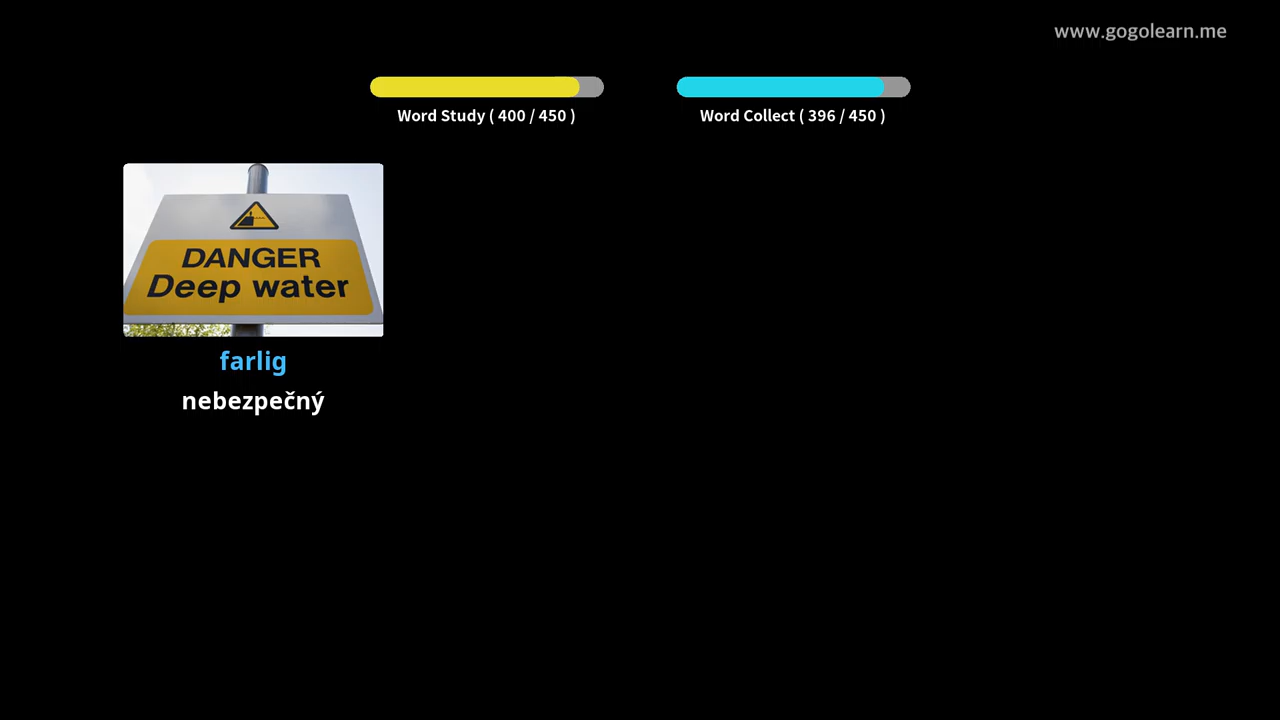 www.gogolearn.me
Word Study ( 400 / 450 )
Word Collect ( 396 / 450 )
DANGER
Deep water
farlig
nebezpečný